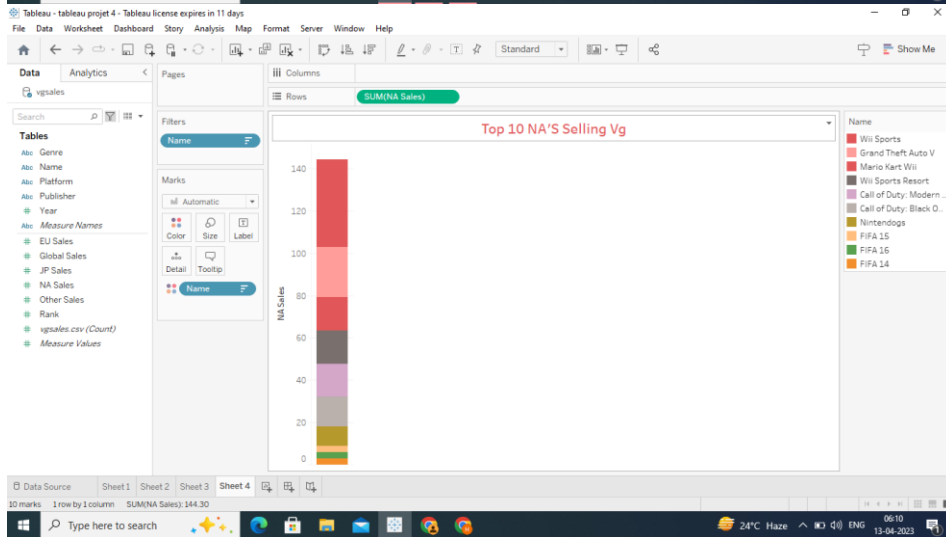 Tableau - tableau projet 4 - Tableau license expires in 11 days
File Data Worksheet Dashboard Story Analysis Map Format Server Window Help
Standard
Show Me
Data Analytics
vgsales
Search
Tables
Abc Genre
Abc Name
Abc Platform
Abc Publisher
# Year
Abc Measure Names
# EU Sales
# Global Sales
# JP Sales
# NA Sales
# Other Sales
# Rank
# vgsales.csv (Count)
# Measure Values
Pages
Filters
Name
Marks
Automatic
Color Size Label
Detail Tooltip
Name
Columns
Rows SUM(NA Sales)
Top 10 NA'S Selling Vg
NA Sales
140
120
100
80
60
40
20
0
Name
Wii Sports
Grand Theft Auto V
Mario Kart Wii
Wii Sports Resort
Call of Duty: Modern ...
Call of Duty: Black O...
Nintendogs
FIFA 15
FIFA 16
FIFA 14
Data Source Sheet 1 Sheet 2 Sheet 3 Sheet 4
10 marks 1 row by 1 column SUM(NA Sales): 144.30
Type here to search
24°C Haze
ENG
06:10
13-04-2023